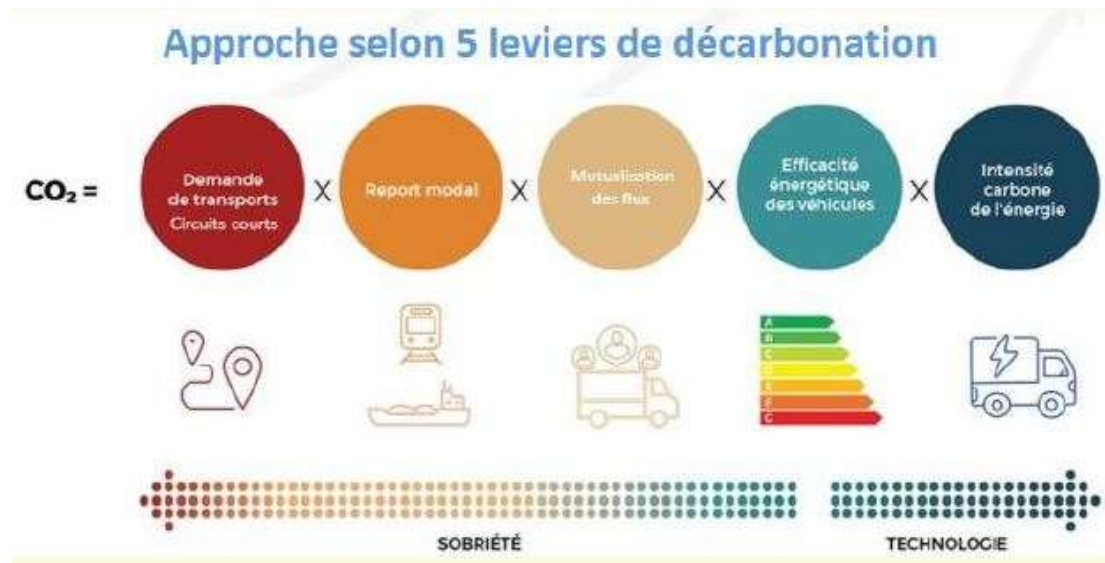 Approche selon 5 leviers de décarbonation
CO₂ =
Demande
de transports
Circuits courts
X
Report modal
X
Mutualisation
des flux
X
Efficacité
énergétique
des véhicules
X
Intensité
carbone
de l'énergie
A
B
C
D
E
F
G
SOBRIÉTÉ
TECHNOLOGIE